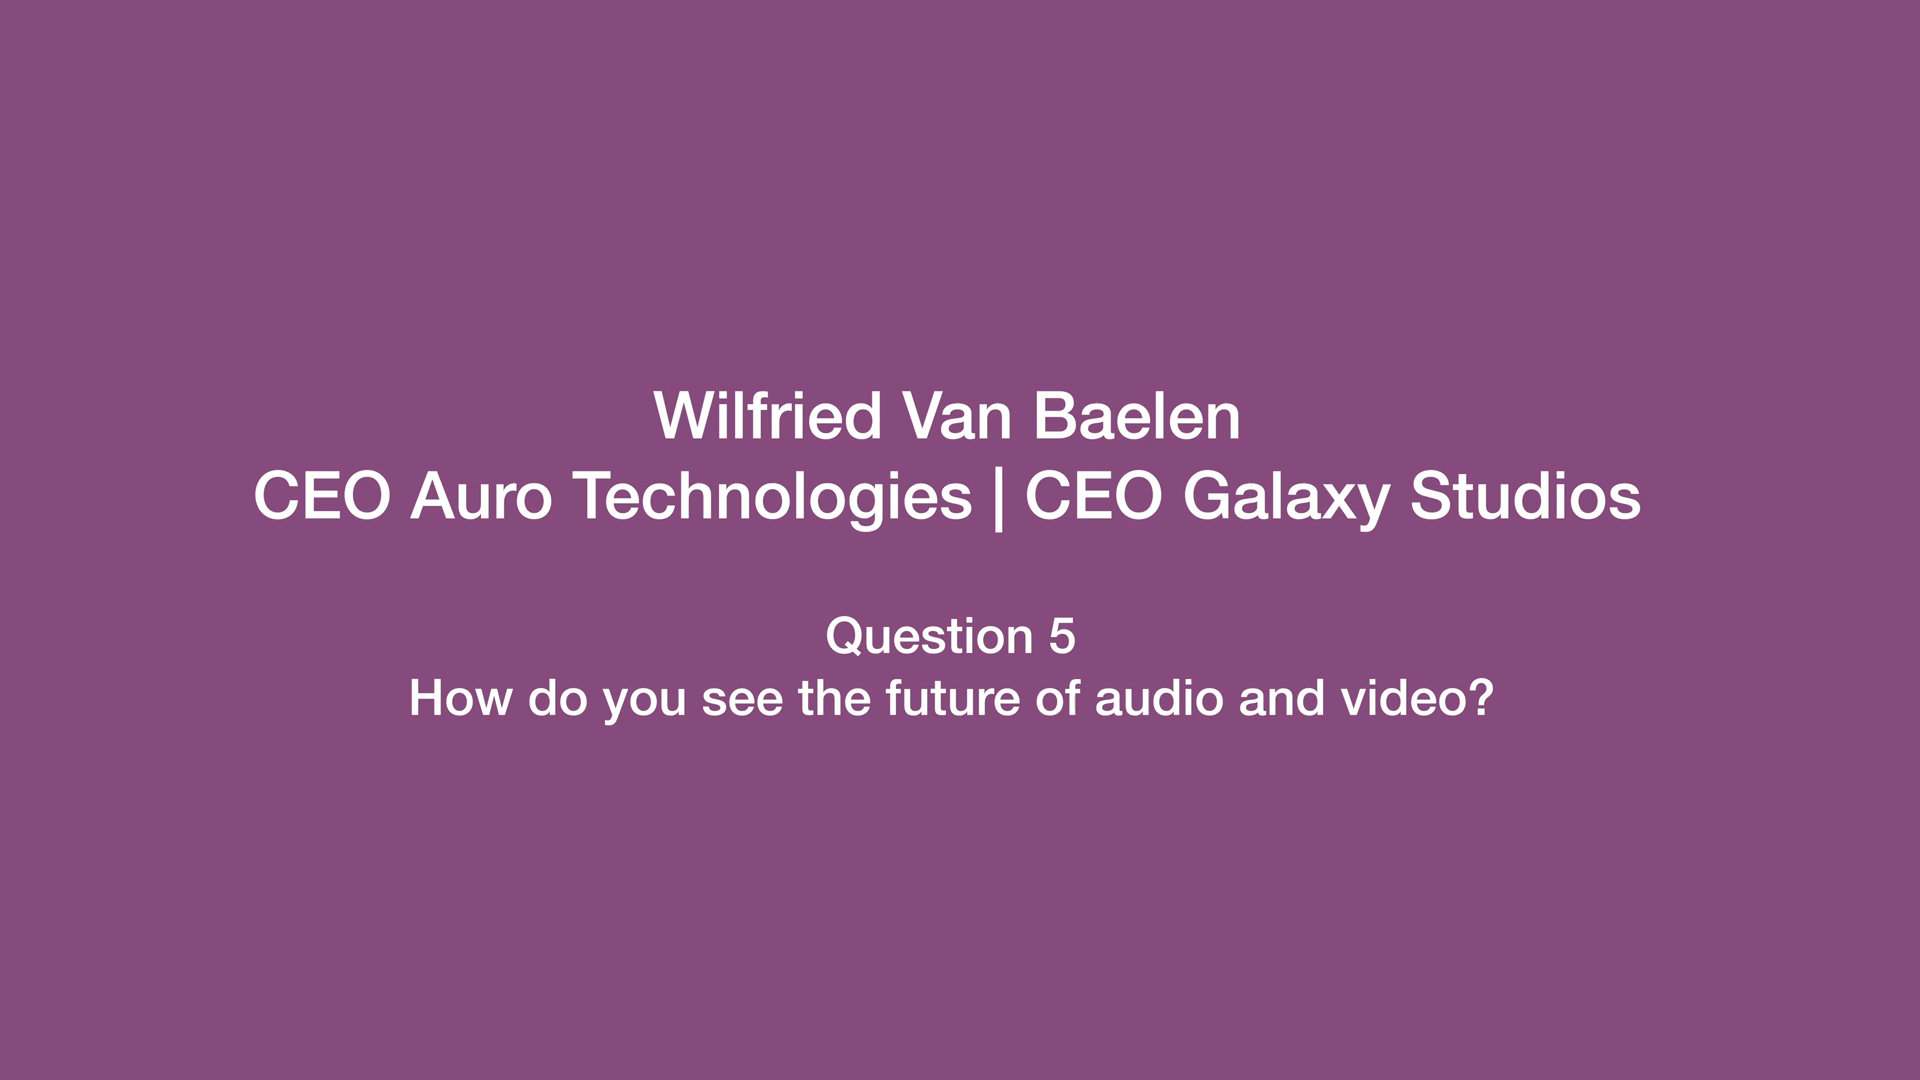 Wilfried Van Baelen
CEO Auro Technologies | CEO Galaxy Studios
Question 5
How do you see the future of audio and video?